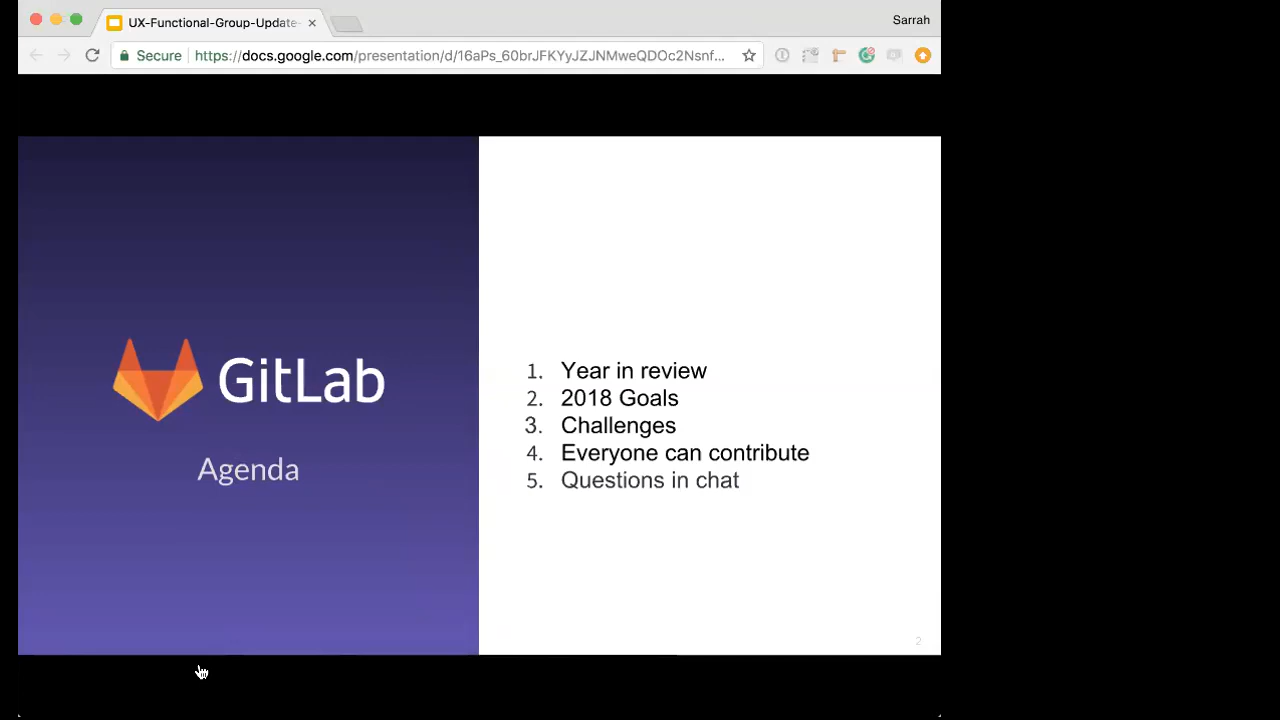 UX-Functional-Group-Update-
Sarrah
Secure
https://docs.google.com/presentation/d/16aPs_60brJFKYyJZJNMweQDOc2Nsnf...
GitLab
Agenda
1. Year in review
2. 2018 Goals
3. Challenges
4. Everyone can contribute
5. Questions in chat
2